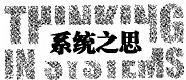 THINKING
系统之思
IN SYSTEMS